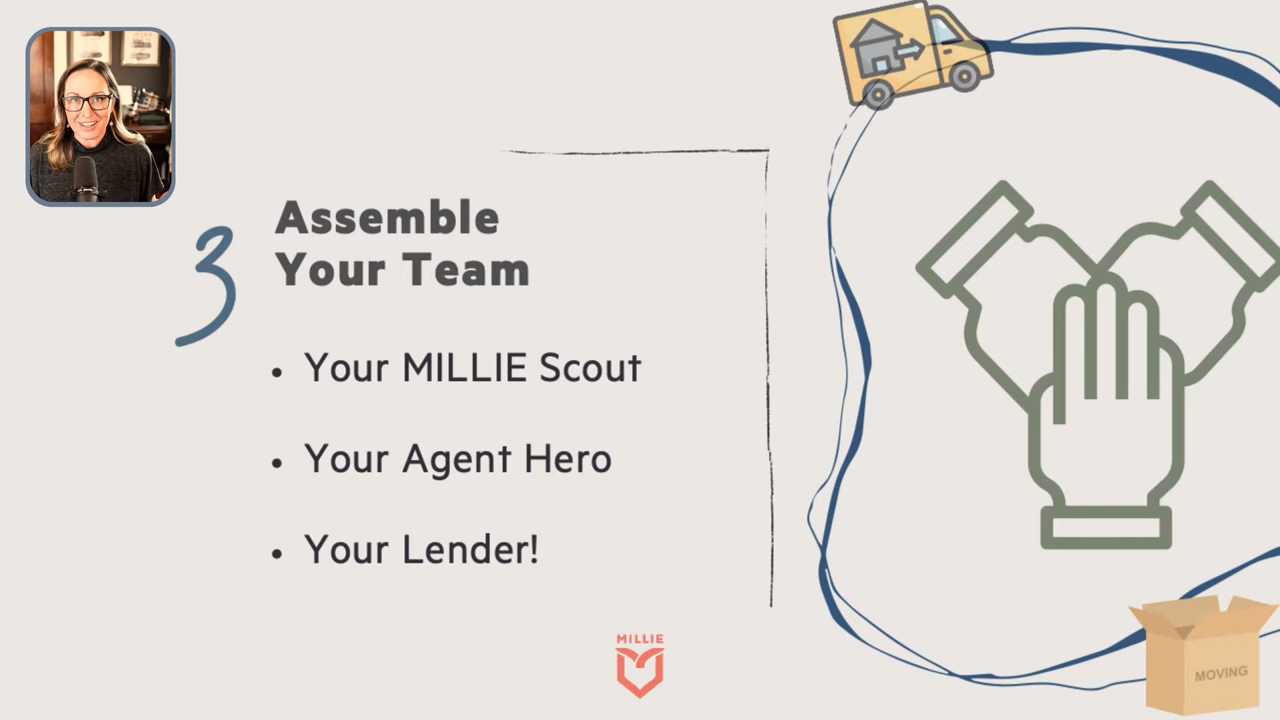 3
Assemble
Your Team
• Your MILLIE Scout
• Your Agent Hero
• Your Lender!
MILLIE
MOVING